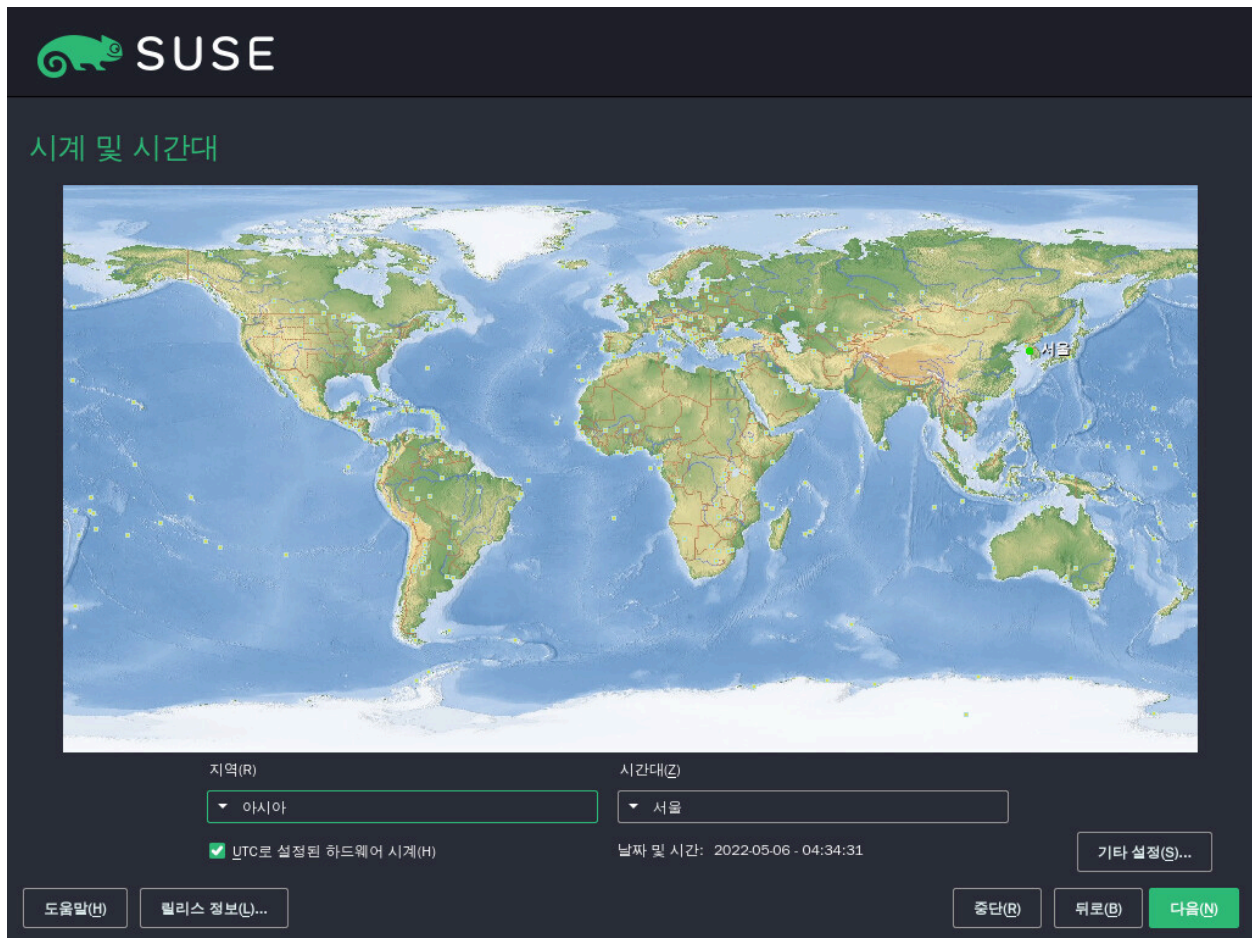 SUSE
시계 및 시간대
서울
지역(R)
시간대(Z)
아시아
서울
UTC로 설정된 하드웨어 시계(H)
날짜 및 시간: 2022-05-06 - 04:34:31
기타 설정(S)...
도움말(H)
릴리스 정보(L)...
중단(R)
뒤로(B)
다음(N)